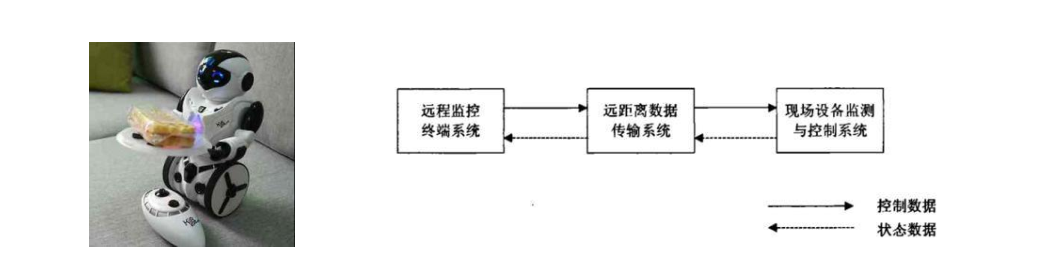 远程监控
终端系统
远距离数据
传输系统
现场设备监测
与控制系统
控制数据
状态数据